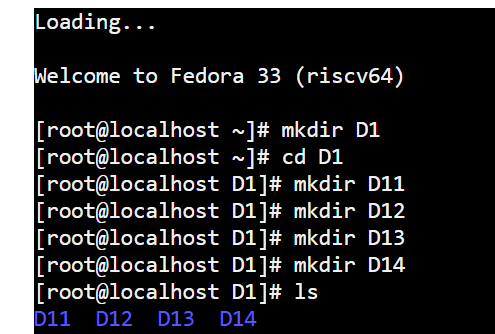 Loading...
Welcome to Fedora 33 (riscv64)
[root@localhost ~]# mkdir D1
[root@localhost ~]# cd D1
[root@localhost D1]# mkdir D11
[root@localhost D1]# mkdir D12
[root@localhost D1]# mkdir D13
[root@localhost D1]# mkdir D14
[root@localhost D1]# ls
D11  D12  D13  D14